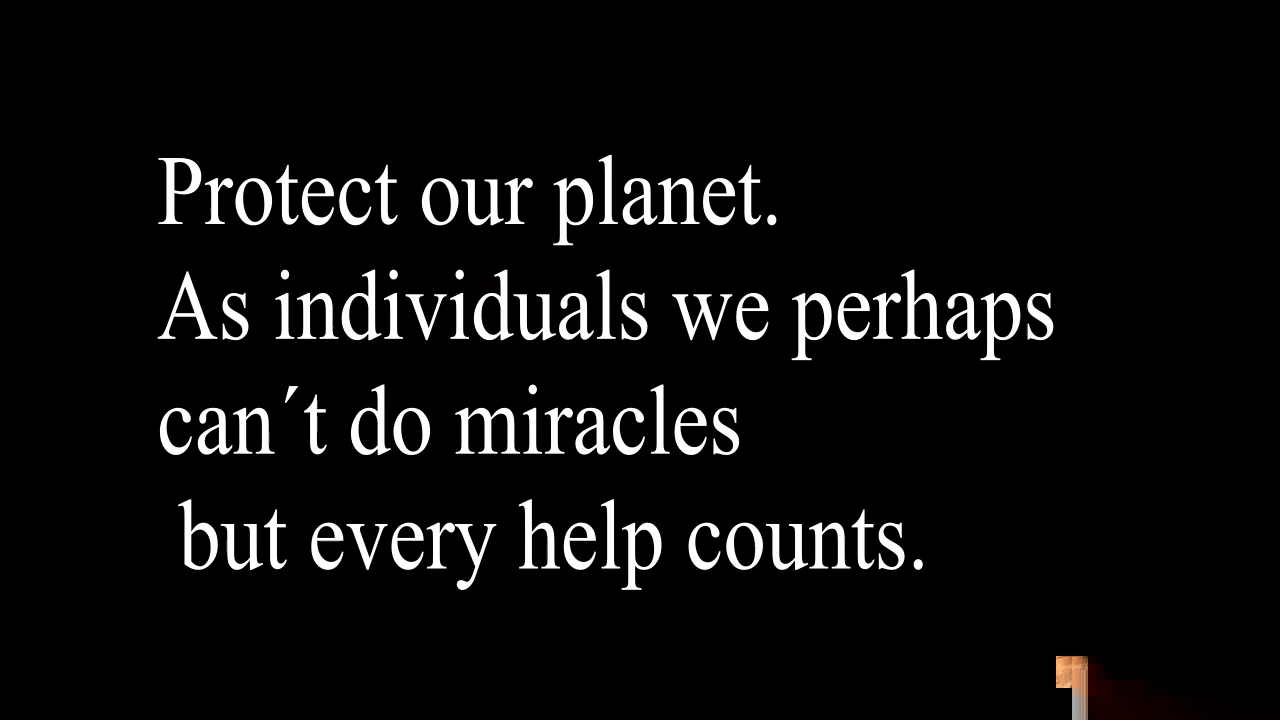 Protect our planet.
As individuals we perhaps
can´t do miracles
but every help counts.